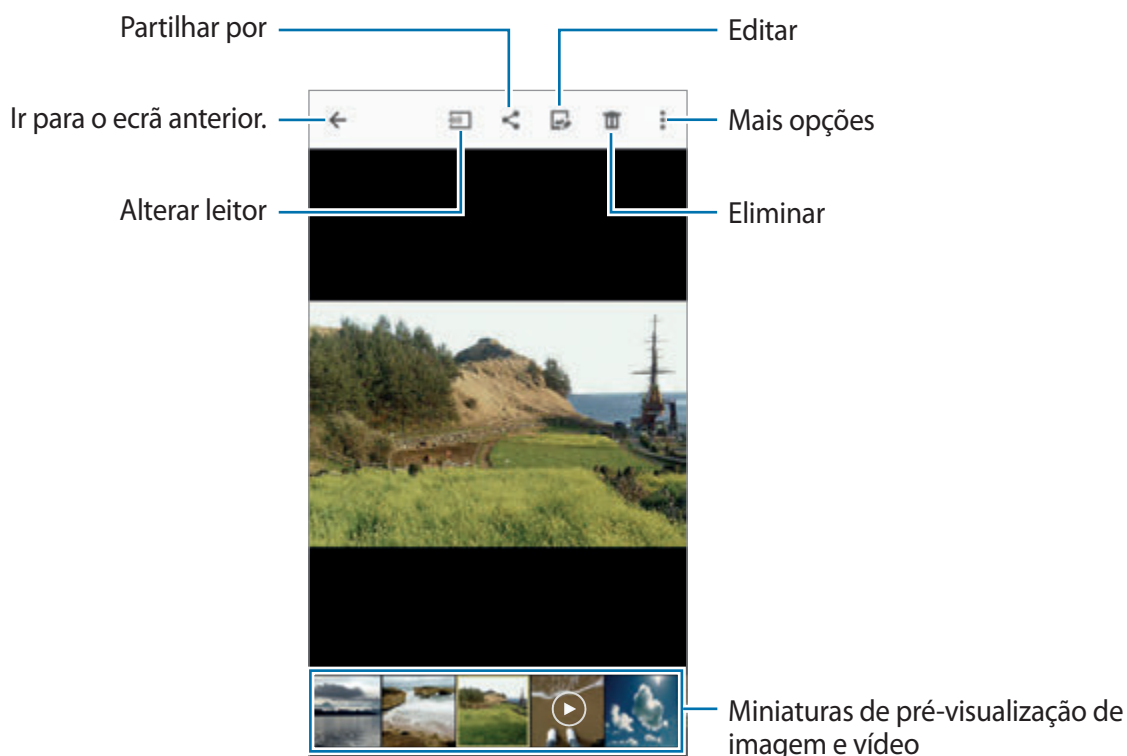 Partilhar por
Editar
Ir para o ecrã anterior.
Mais opções
Alterar leitor
Eliminar
Miniaturas de pré-visualização de
imagem e vídeo